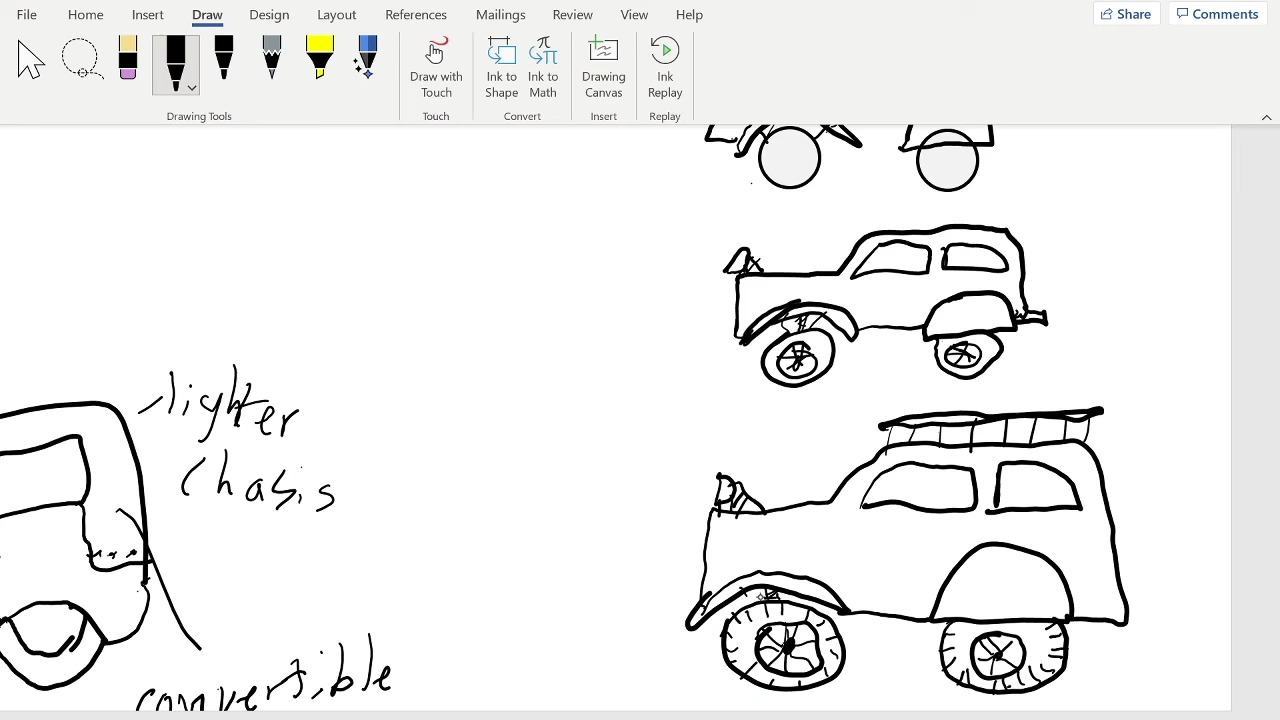 File Home Insert Draw Design Layout References Mailings Review View Help Share Comments
Draw with Touch
Ink to Shape
Ink to Math
Drawing Canvas
Ink Replay
Drawing Tools Touch Convert Insert Replay
lighter
chasis
convertible